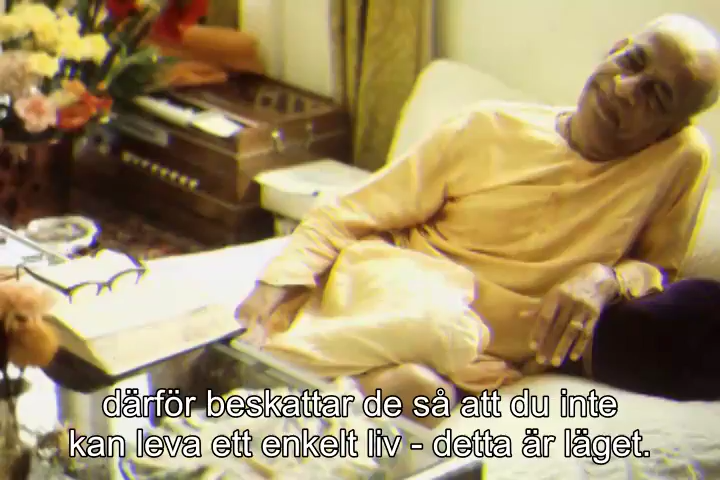 därför beskattar de så att du inte
kan leva ett enkelt liv - detta är läget.